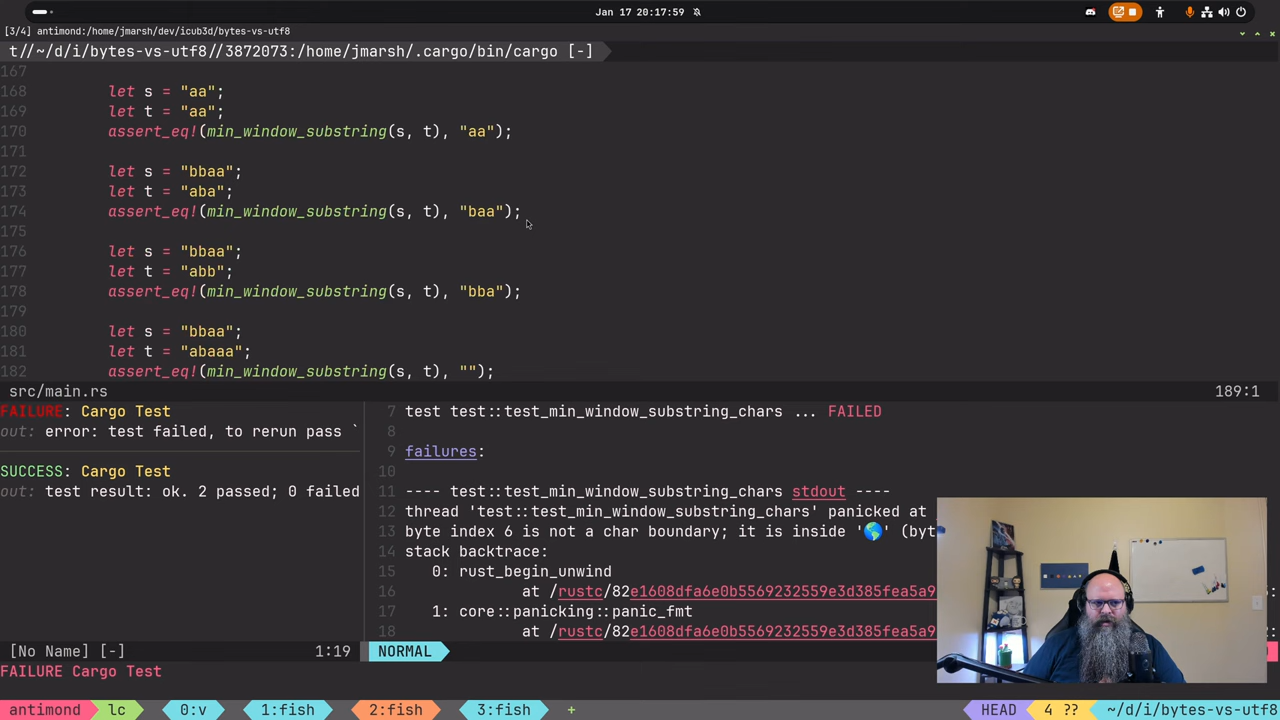 Jan 17 20:17:59
[3/4] antimond:/home/jmarsh/dev/icub3d/bytes-vs-utf8
t//~/d/i/bytes-vs-utf8//3872073:/home/jmarsh/.cargo/bin/cargo [-]
167
168 let s = "aa";
169 let t = "aa";
170 assert_eq!(min_window_substring(s, t), "aa");
171
172 let s = "bbaa";
173 let t = "aba";
174 assert_eq!(min_window_substring(s, t), "baa");
175
176 let s = "bbaa";
177 let t = "abb";
178 assert_eq!(min_window_substring(s, t), "bba");
179
180 let s = "bbaa";
181 let t = "abaaa";
182 assert_eq!(min_window_substring(s, t), "");
src/main.rs 189:1
FAILURE: Cargo Test
out: error: test failed, to rerun pass `
SUCCESS: Cargo Test
out: test result: ok. 2 passed; 0 failed
7 test test::test_min_window_substring_chars ... FAILED
8
9 failures:
10
11 ---- test::test_min_window_substring_chars stdout ----
12 thread 'test::test_min_window_substring_chars' panicked at
13 byte index 6 is not a char boundary; it is inside '🌎' (byt
14 stack backtrace:
15 0: rust_begin_unwind
16 at /rustc/82e1608dfa6e0b5569232559e3d385fea5a9
17 1: core::panicking::panic_fmt
18 at /rustc/82e1608dfa6e0b5569232559e3d385fea5a9
[No Name] [-] 1:19 NORMAL
FAILURE Cargo Test
antimond lc 0:v 1:fish 2:fish 3:fish + HEAD 4 ?? ~/d/i/bytes-vs-utf8